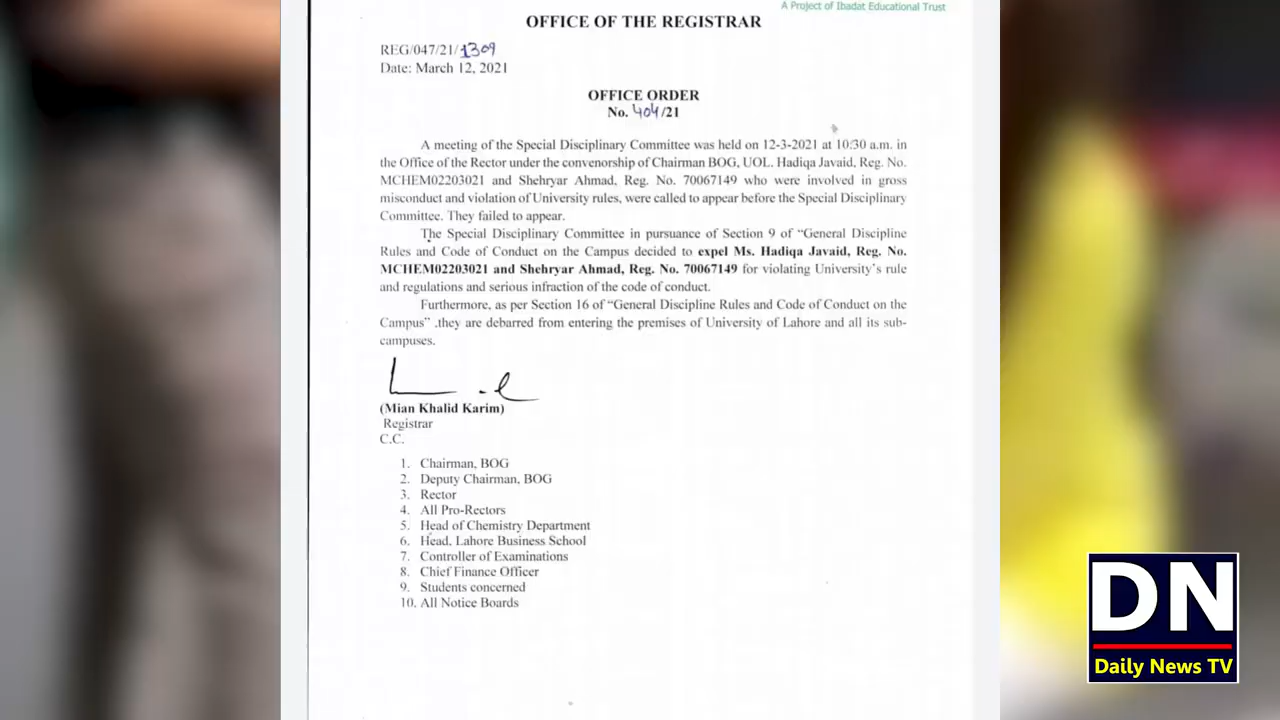 A Project of Ibadat Educational Trust
OFFICE OF THE REGISTRAR
REG/047/21/1309
Date: March 12, 2021
OFFICE ORDER
No. 404/21
A meeting of the Special Disciplinary Committee was held on 12-3-2021 at 10:30 a.m. in
the Office of the Rector under the convenorship of Chairman BOG, UOL. Hadiqa Javaid, Reg. No.
MCHEM02203021 and Shehryar Ahmad, Reg. No. 70067149 who were involved in gross
misconduct and violation of University rules, were called to appear before the Special Disciplinary
Committee. They failed to appear.
The Special Disciplinary Committee in pursuance of Section 9 of “General Discipline
Rules and Code of Conduct on the Campus decided to expel Ms. Hadiqa Javaid, Reg. No.
MCHEM02203021 and Shehryar Ahmad, Reg. No. 70067149 for violating University's rule
and regulations and serious infraction of the code of conduct.
Furthermore, as per Section 16 of “General Discipline Rules and Code of Conduct on the
Campus” ,they are debarred from entering the premises of University of Lahore and all its sub-
campuses.
(Mian Khalid Karim)
Registrar
C.C.
1. Chairman, BOG
2. Deputy Chairman, BOG
3. Rector
4. All Pro-Rectors
5. Head of Chemistry Department
6. Head, Lahore Business School
7. Controller of Examinations
8. Chief Finance Officer
9. Students concerned
10. All Notice Boards
DN
Daily News TV